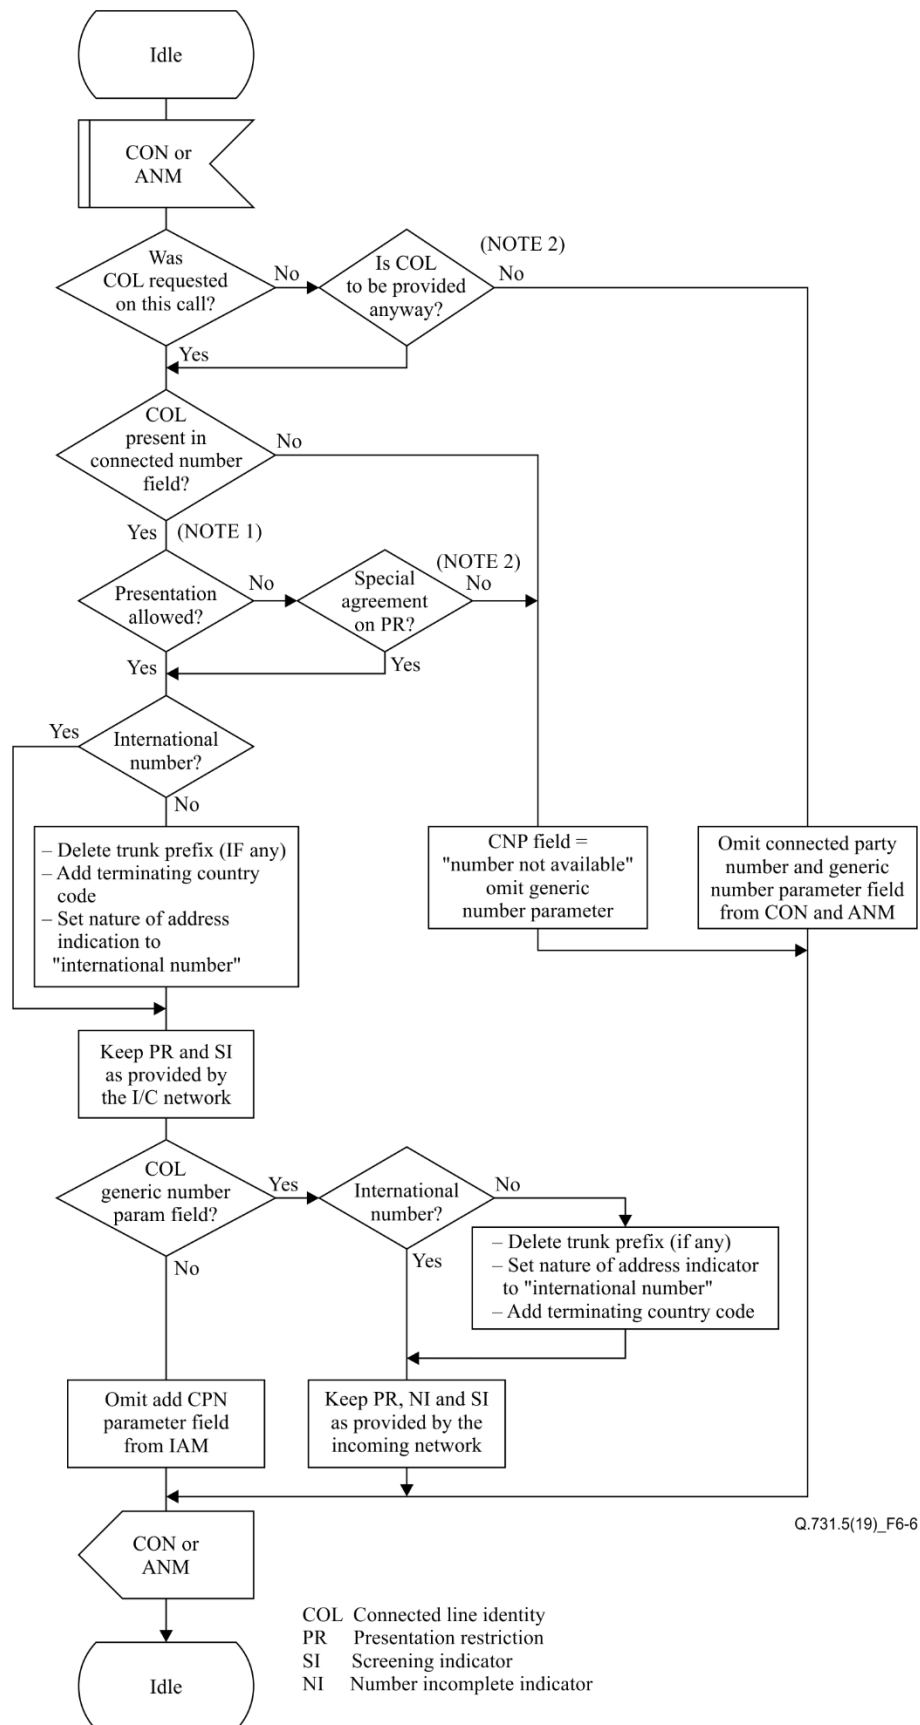 Idle
CON or
ANM
Was
COL requested
on this call?
No
Is COL
to be provided
anyway?
(NOTE 2)
No
Yes
COL
present in
connected number
field?
No
Yes
(NOTE 1)
Presentation
allowed?
No
Special
agreement
on PR?
(NOTE 2)
No
Yes
Yes
Yes
International
number?
No
– Delete trunk prefix (IF any)
– Add terminating country
code
– Set nature of address
indication to
"international number"
CNP field =
"number not available"
omit generic
number parameter
Omit connected party
number and generic
number parameter field
from CON and ANM
Keep PR and SI
as provided by
the I/C network
COL
generic number
param field?
Yes
International
number?
No
No
Yes
– Delete trunk prefix (if any)
– Set nature of address indicator
to "international number"
– Add terminating country code
Omit add CPN
parameter field
from IAM
Keep PR, NI and SI
as provided by the
incoming network
Q.731.5(19)_F6-6
CON or
ANM
COL Connected line identity
PR Presentation restriction
SI Screening indicator
NI Number incomplete indicator
Idle